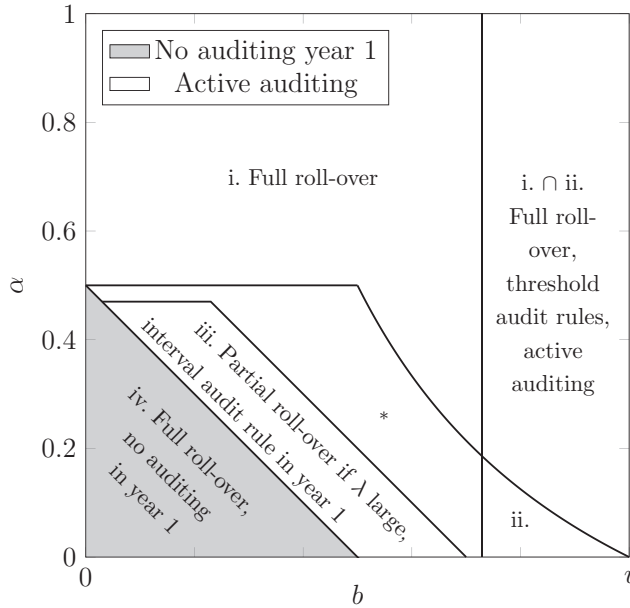 1
No auditing year 1
Active auditing
0.8
i. Full roll-over
i. ∩ ii.
Full roll-
over,
threshold
audit rules,
active
auditing
0.6
α
0.4
iii. Partial roll-over if λ large,
interval audit rule in year 1
*
iv. Full roll-over,
no auditing
in year 1
0.2
ii.
0
0
b
v